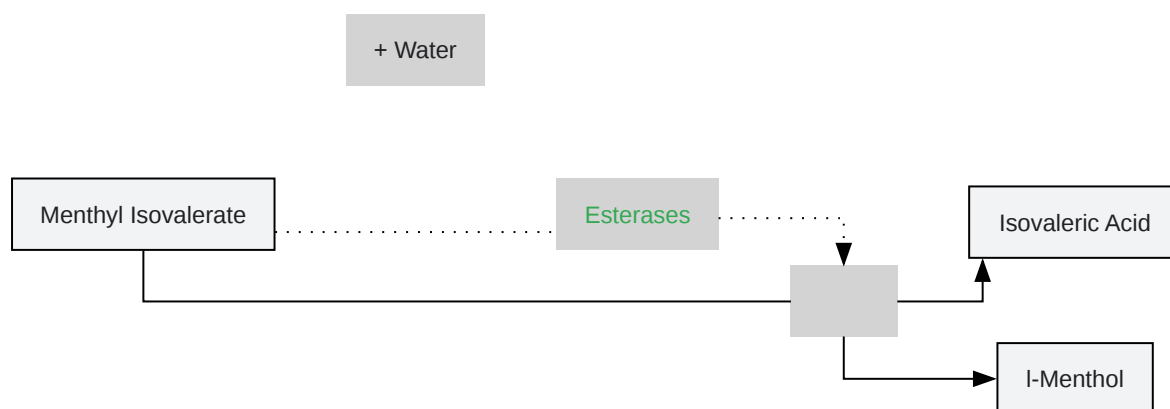 + Water
Menthyl Isovalerate
Esterases
Isovaleric Acid
l-Menthol